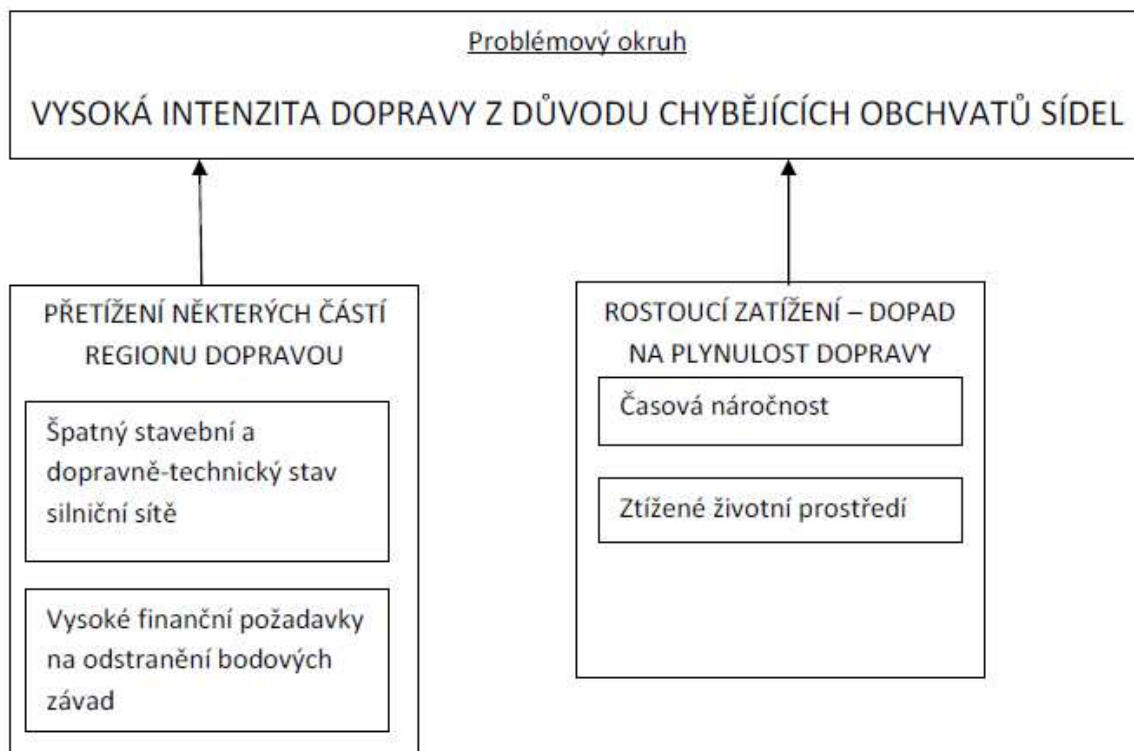 Problémový okruh
VYSOKÁ INTENZITA DOPRAVY Z DŮVODU CHYBĚJÍCÍCH OBCHVATŮ SÍDEL
PŘETÍŽENÍ NĚKTERÝCH ČÁSTÍ
REGIONU DOPRAVOU
Špatný stavební a
dopravně-technický stav
silniční sítě
Vysoké finanční požadavky
na odstranění bodových
závad
ROSTOUCÍ ZATÍŽENÍ – DOPAD
NA PLYNULOST DOPRAVY
Časová náročnost
Ztížené životní prostředí